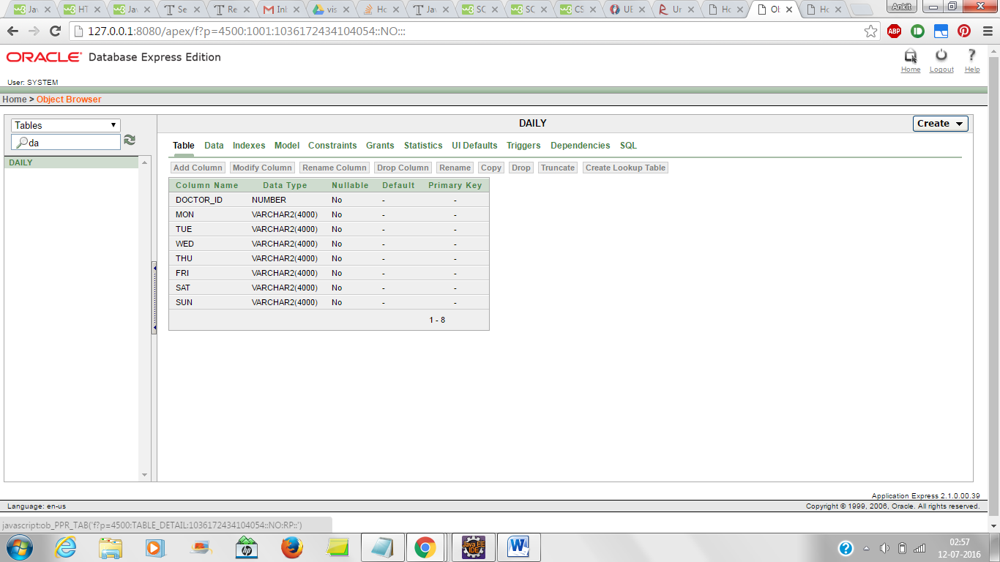 Jav HT Jav Se Re Inb vis Ho Jav SC SC CS UE Ur Ho Ob Ho Ankit
127.0.0.1:8080/apex/f?p=4500:1001:1036172434104054::NO::: ABP
ORACLE Database Express Edition
Home Logout Help
User: SYSTEM
Home > Object Browser
Tables
da
DAILY
DAILY
Create
Table Data Indexes Model Constraints Grants Statistics UI Defaults Triggers Dependencies SQL
Add Column Modify Column Rename Column Drop Column Rename Copy Drop Truncate Create Lookup Table
Column Name Data Type Nullable Default Primary Key
DOCTOR_ID NUMBER No - -
MON VARCHAR2(4000) No - -
TUE VARCHAR2(4000) No - -
WED VARCHAR2(4000) No - -
THU VARCHAR2(4000) No - -
FRI VARCHAR2(4000) No - -
SAT VARCHAR2(4000) No - -
SUN VARCHAR2(4000) No - -
1 - 8
Application Express 2.1.0.00.39
Language: en-us
Copyright © 1999, 2006, Oracle. All rights reserved.
javascript:ob_PPR_TAB('f?p=4500:TABLE_DETAIL:1036172434104054::NO:RP::')
hp
Java EE
IDE
W
02:57
12-07-2016